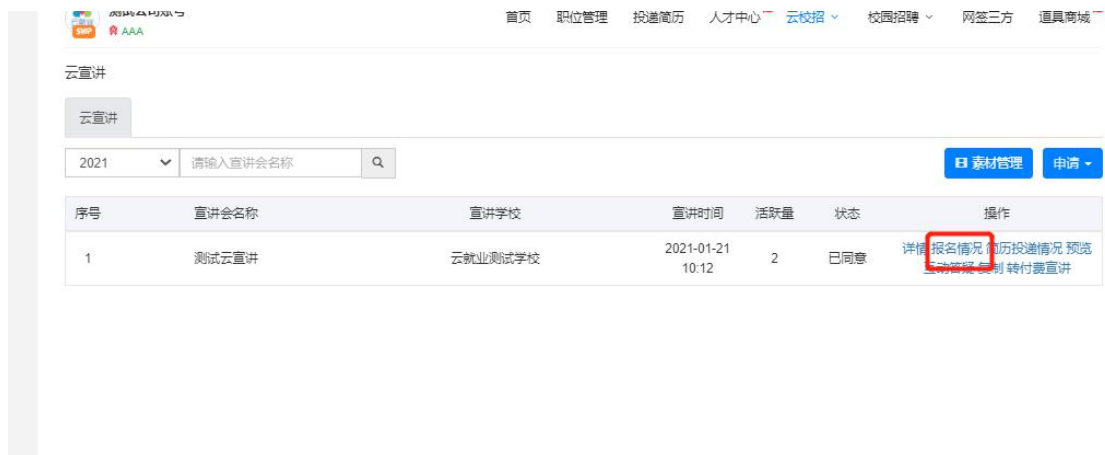 测试公司账号
AAA
首页 职位管理 投递简历 人才中心 云校招 校园招聘 网签三方 道具商城
云宣讲
云宣讲
2021 请输入宣讲会名称 素材管理 申请
序号 宣讲会名称 宣讲学校 宣讲时间 活跃量 状态 操作
1 测试云宣讲 云就业测试学校 2021-01-21 10:12 2 已同意 详情 报名情况 简历投递情况 预览
互动答疑 复制 转付费宣讲